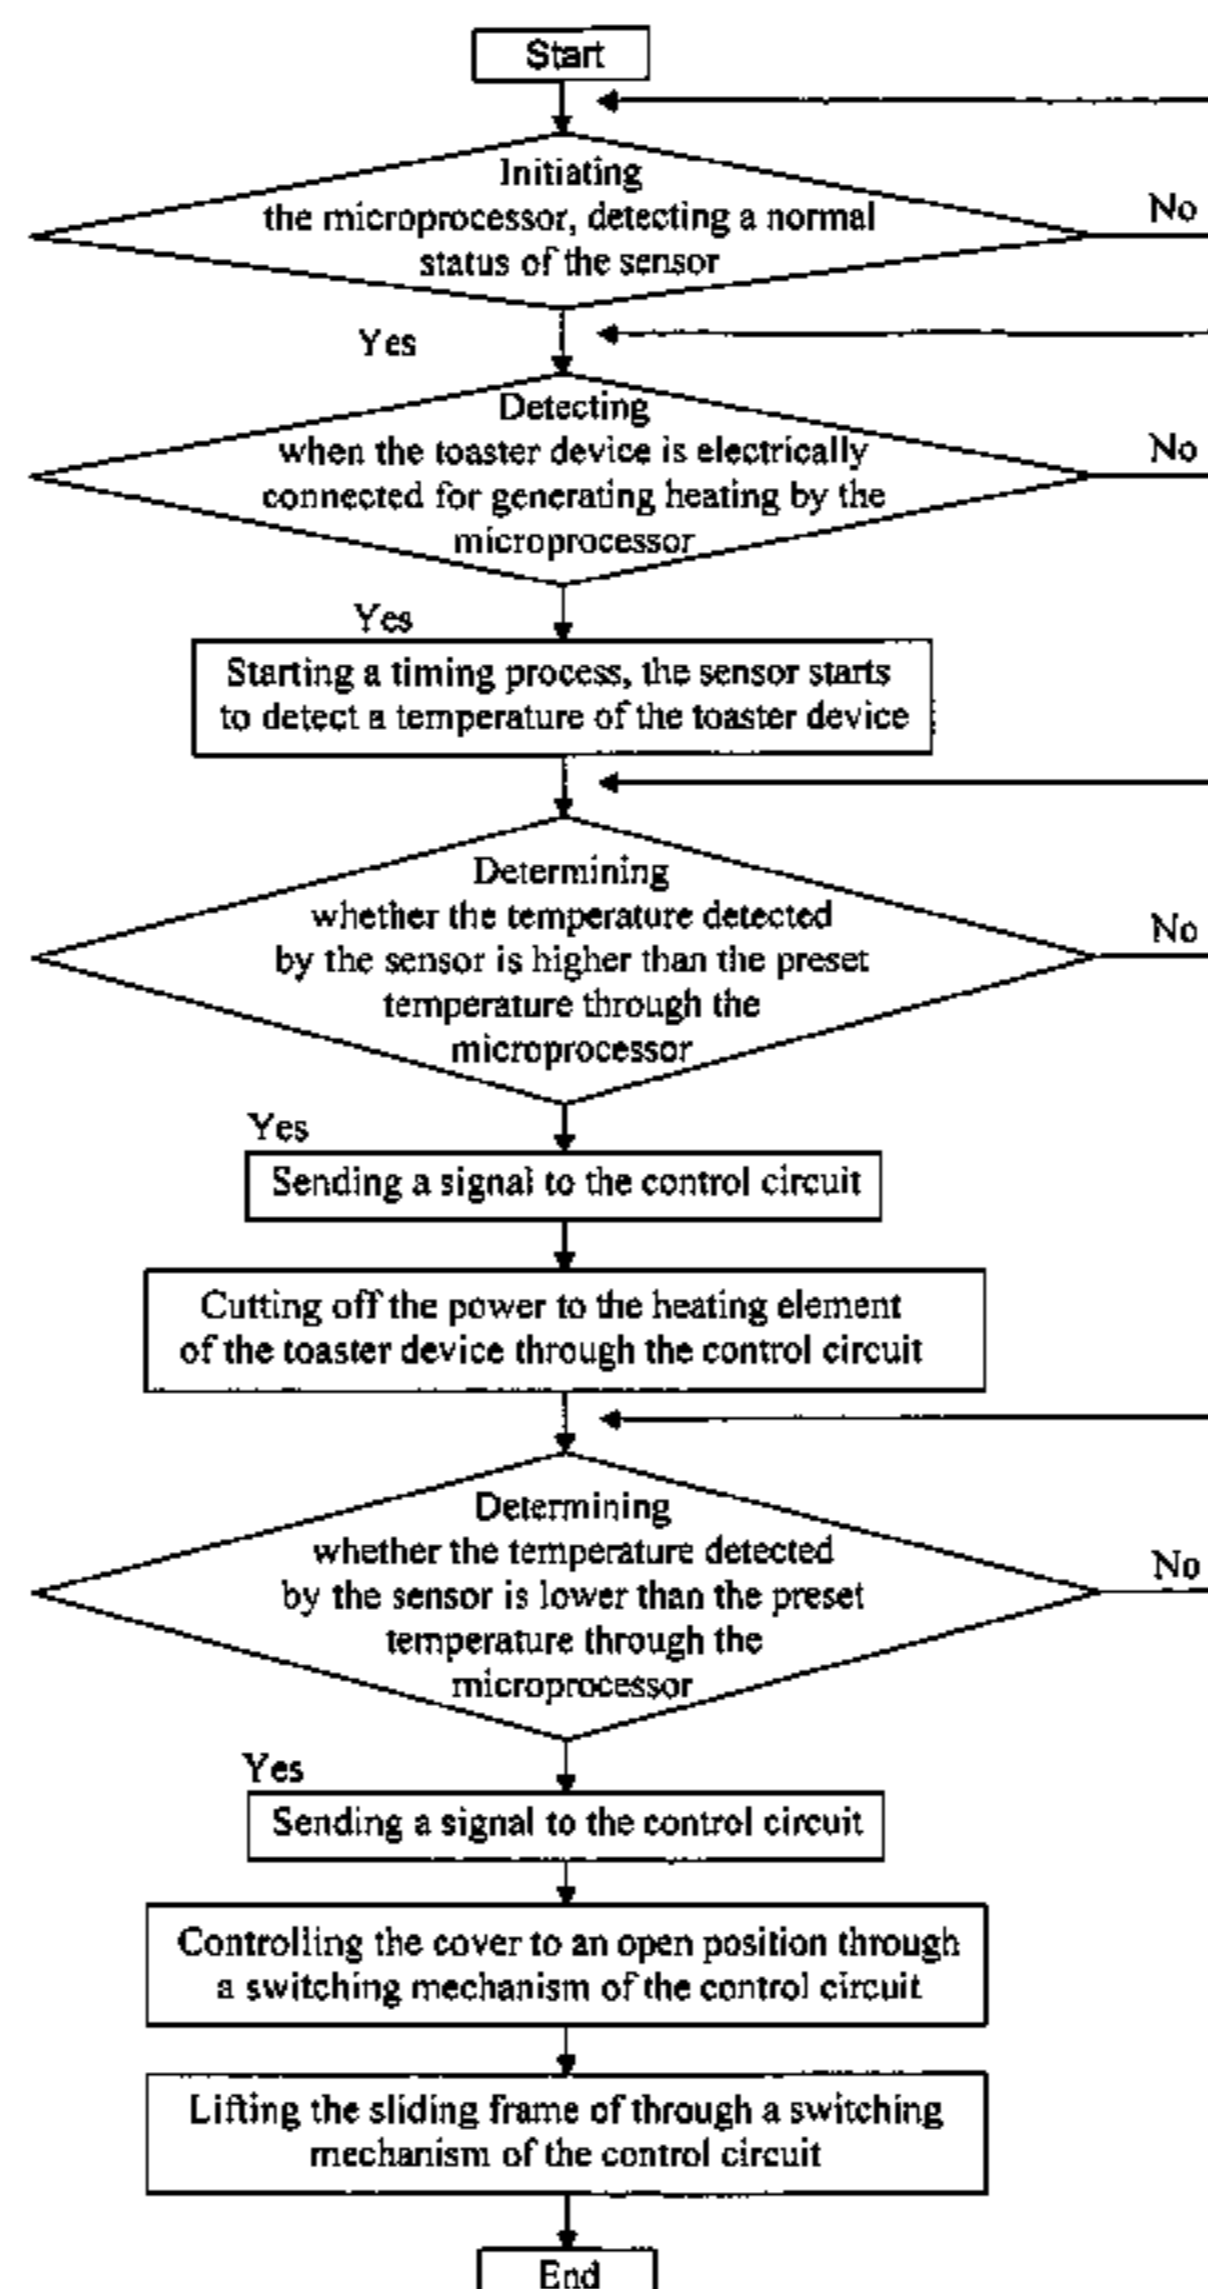 Start
Initiating
the microprocessor, detecting a normal
status of the sensor
No
Yes
Detecting
when the toaster device is electrically
connected for generating heating by the
microprocessor
No
Yes
Starting a timing process, the sensor starts
to detect a temperature of the toaster device
Determining
whether the temperature detected
by the sensor is higher than the preset
temperature through the
microprocessor
No
Yes
Sending a signal to the control circuit
Cutting off the power to the heating element
of the toaster device through the control circuit
Determining
whether the temperature detected
by the sensor is lower than the preset
temperature through the
microprocessor
No
Yes
Sending a signal to the control circuit
Controlling the cover to an open position through
a switching mechanism of the control circuit
Lifting the sliding frame of through a switching
mechanism of the control circuit
End